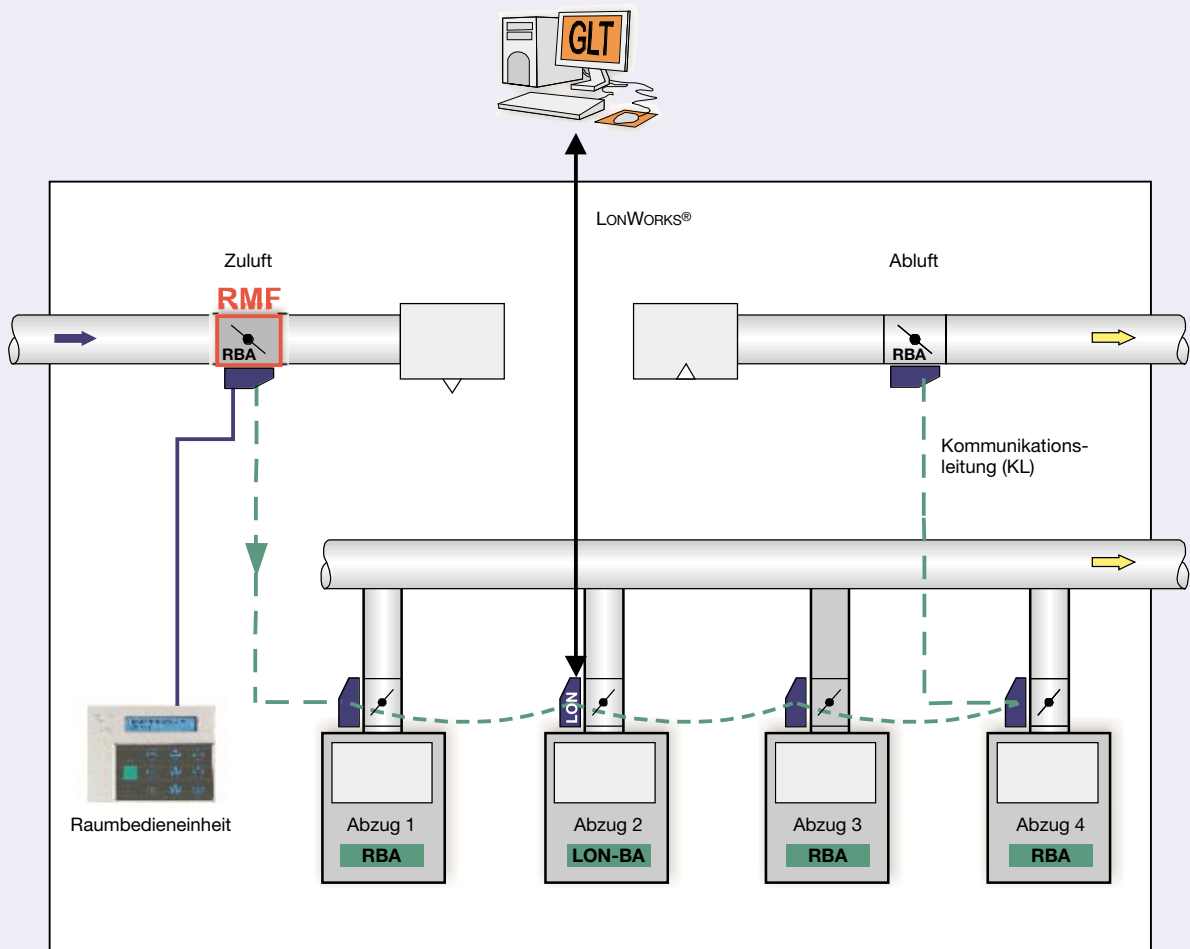 GLT
LONWORKS®
Zuluft
Abluft
RMF
RBA
RBA
Kommunikations-
leitung (KL)
LON
Raumbedieneinheit
Abzug 1
RBA
Abzug 2
LON-BA
Abzug 3
RBA
Abzug 4
RBA